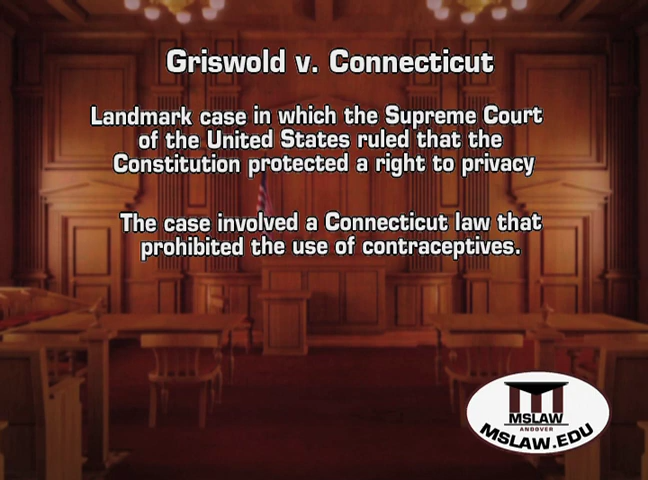 Griswold v. Connecticut
Landmark case in which the Supreme Court
of the United States ruled that the
Constitution protected a right to privacy
The case involved a Connecticut law that
prohibited the use of contraceptives.
MSLAW
ANDOVER
MSLAW.EDU